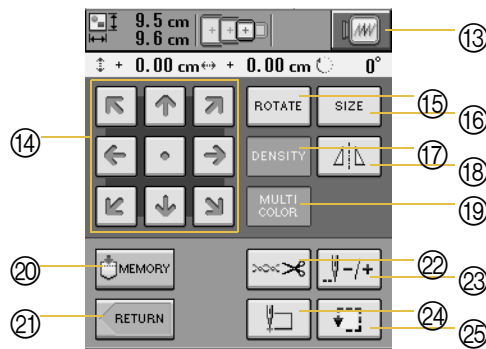 9.5 cm
9.6 cm
⑬
+ 0.00 cm + 0.00 cm 0°
⑭
ROTATE
⑮
SIZE
⑯
DENSITY
⑰
⑱
MULTI
COLOR
⑲
⑳
MEMORY
㉒
-/+
㉓
㉑
RETURN
㉔
㉕